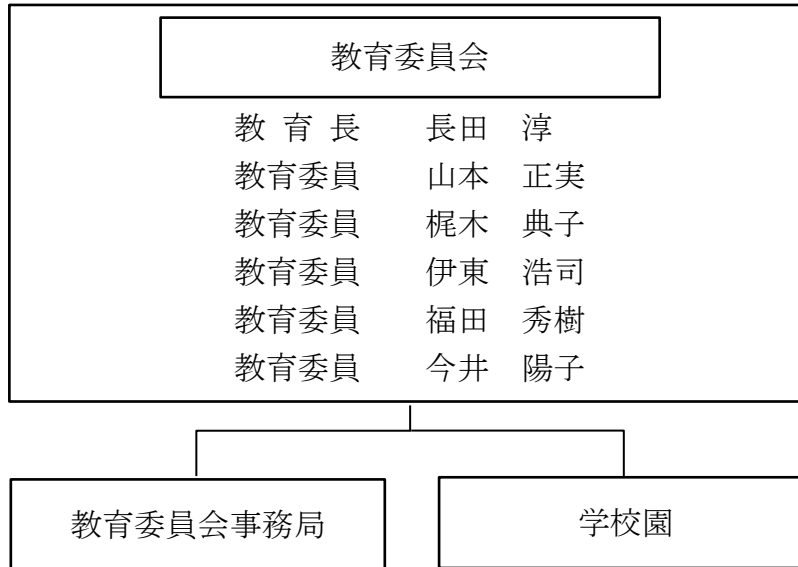 教育委員会
教 育 長　　長田　淳
教育委員　　山本　正実
教育委員　　梶木　典子
教育委員　　伊東　浩司
教育委員　　福田　秀樹
教育委員　　今井　陽子
教育委員会事務局
学校園